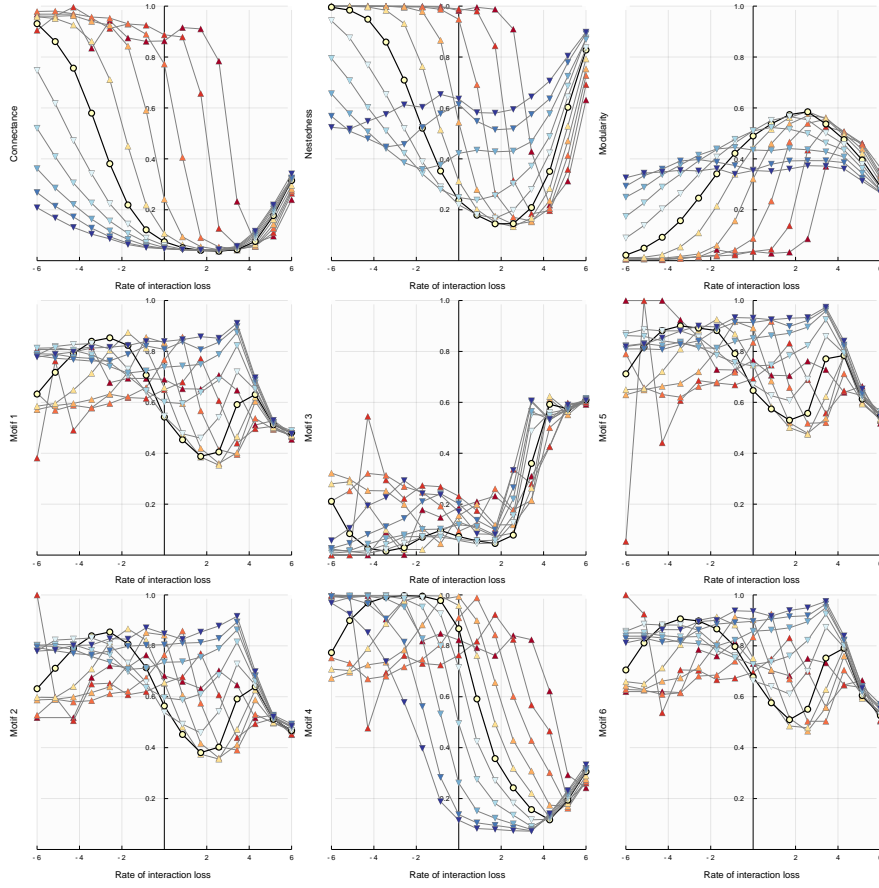 1.0 1.0 1.0
0.8 0.8 0.8
0.6 0.6 0.6
0.4 0.4 0.4
0.2 0.2 0.2
Connectance Nestedness Modularity
- 6 - 4 - 2 2 4 6 - 6 - 4 - 2 2 4 6 - 6 - 4 - 2 2 4 6
Rate of interaction loss Rate of interaction loss Rate of interaction loss
1.0 1.0 1.0
0.8 0.8 0.8
0.6 0.6 0.6
0.4 0.4 0.4
0.2 0.2 0.2
Motif 1 Motif 3 Motif 5
- 6 - 4 - 2 2 4 6 - 6 - 4 - 2 2 4 6 - 6 - 4 - 2 2 4 6
Rate of interaction loss Rate of interaction loss Rate of interaction loss
1.0 1.0 1.0
0.8 0.8 0.8
0.6 0.6 0.6
0.4 0.4 0.4
0.2 0.2 0.2
Motif 2 Motif 4 Motif 6
- 6 - 4 - 2 2 4 6 - 6 - 4 - 2 2 4 6 - 6 - 4 - 2 2 4 6
Rate of interaction loss Rate of interaction loss Rate of interaction loss